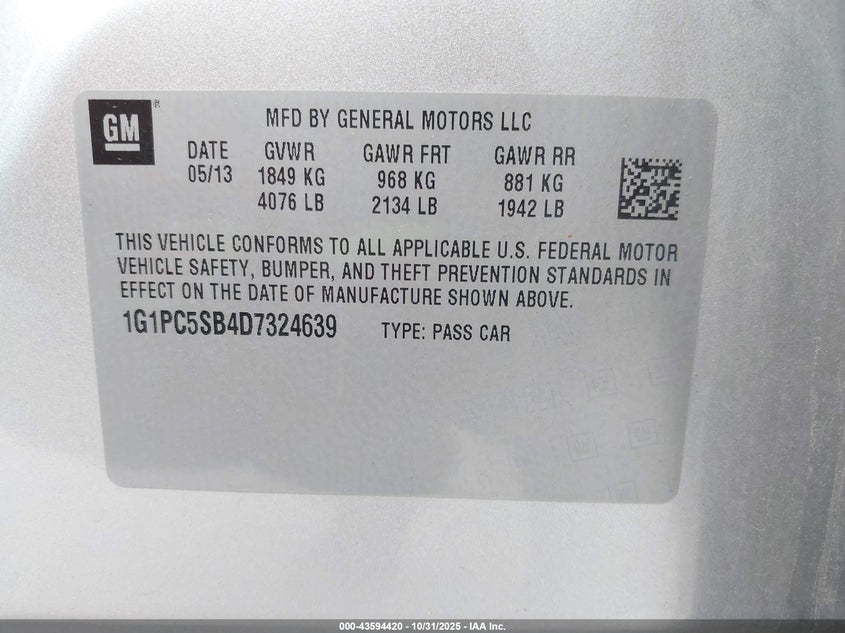 GM
MFD BY GENERAL MOTORS LLC
DATE GVWR GAWR FRT GAWR RR
05/13 1849 KG 968 KG 881 KG
4076 LB 2134 LB 1942 LB
THIS VEHICLE CONFORMS TO ALL APPLICABLE U.S. FEDERAL MOTOR
VEHICLE SAFETY, BUMPER, AND THEFT PREVENTION STANDARDS IN
EFFECT ON THE DATE OF MANUFACTURE SHOWN ABOVE.
1G1PC5SB4D7324639 TYPE: PASS CAR
000-43594420 - 10/31/2025 - IAA Inc.